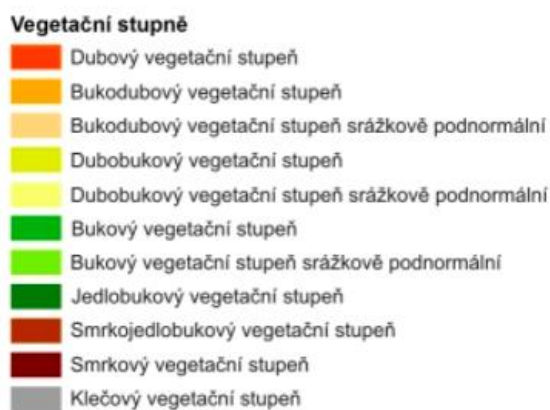 Vegetační stupně
Dubový vegetační stupeň
Bukodubový vegetační stupeň
Bukodubový vegetační stupeň srážkově podnormální
Dubobukový vegetační stupeň
Dubobukový vegetační stupeň srážkově podnormální
Bukový vegetační stupeň
Bukový vegetační stupeň srážkově podnormální
Jedlobukový vegetační stupeň
Smrkojedlobukový vegetační stupeň
Smrkový vegetační stupeň
Klečový vegetační stupeň